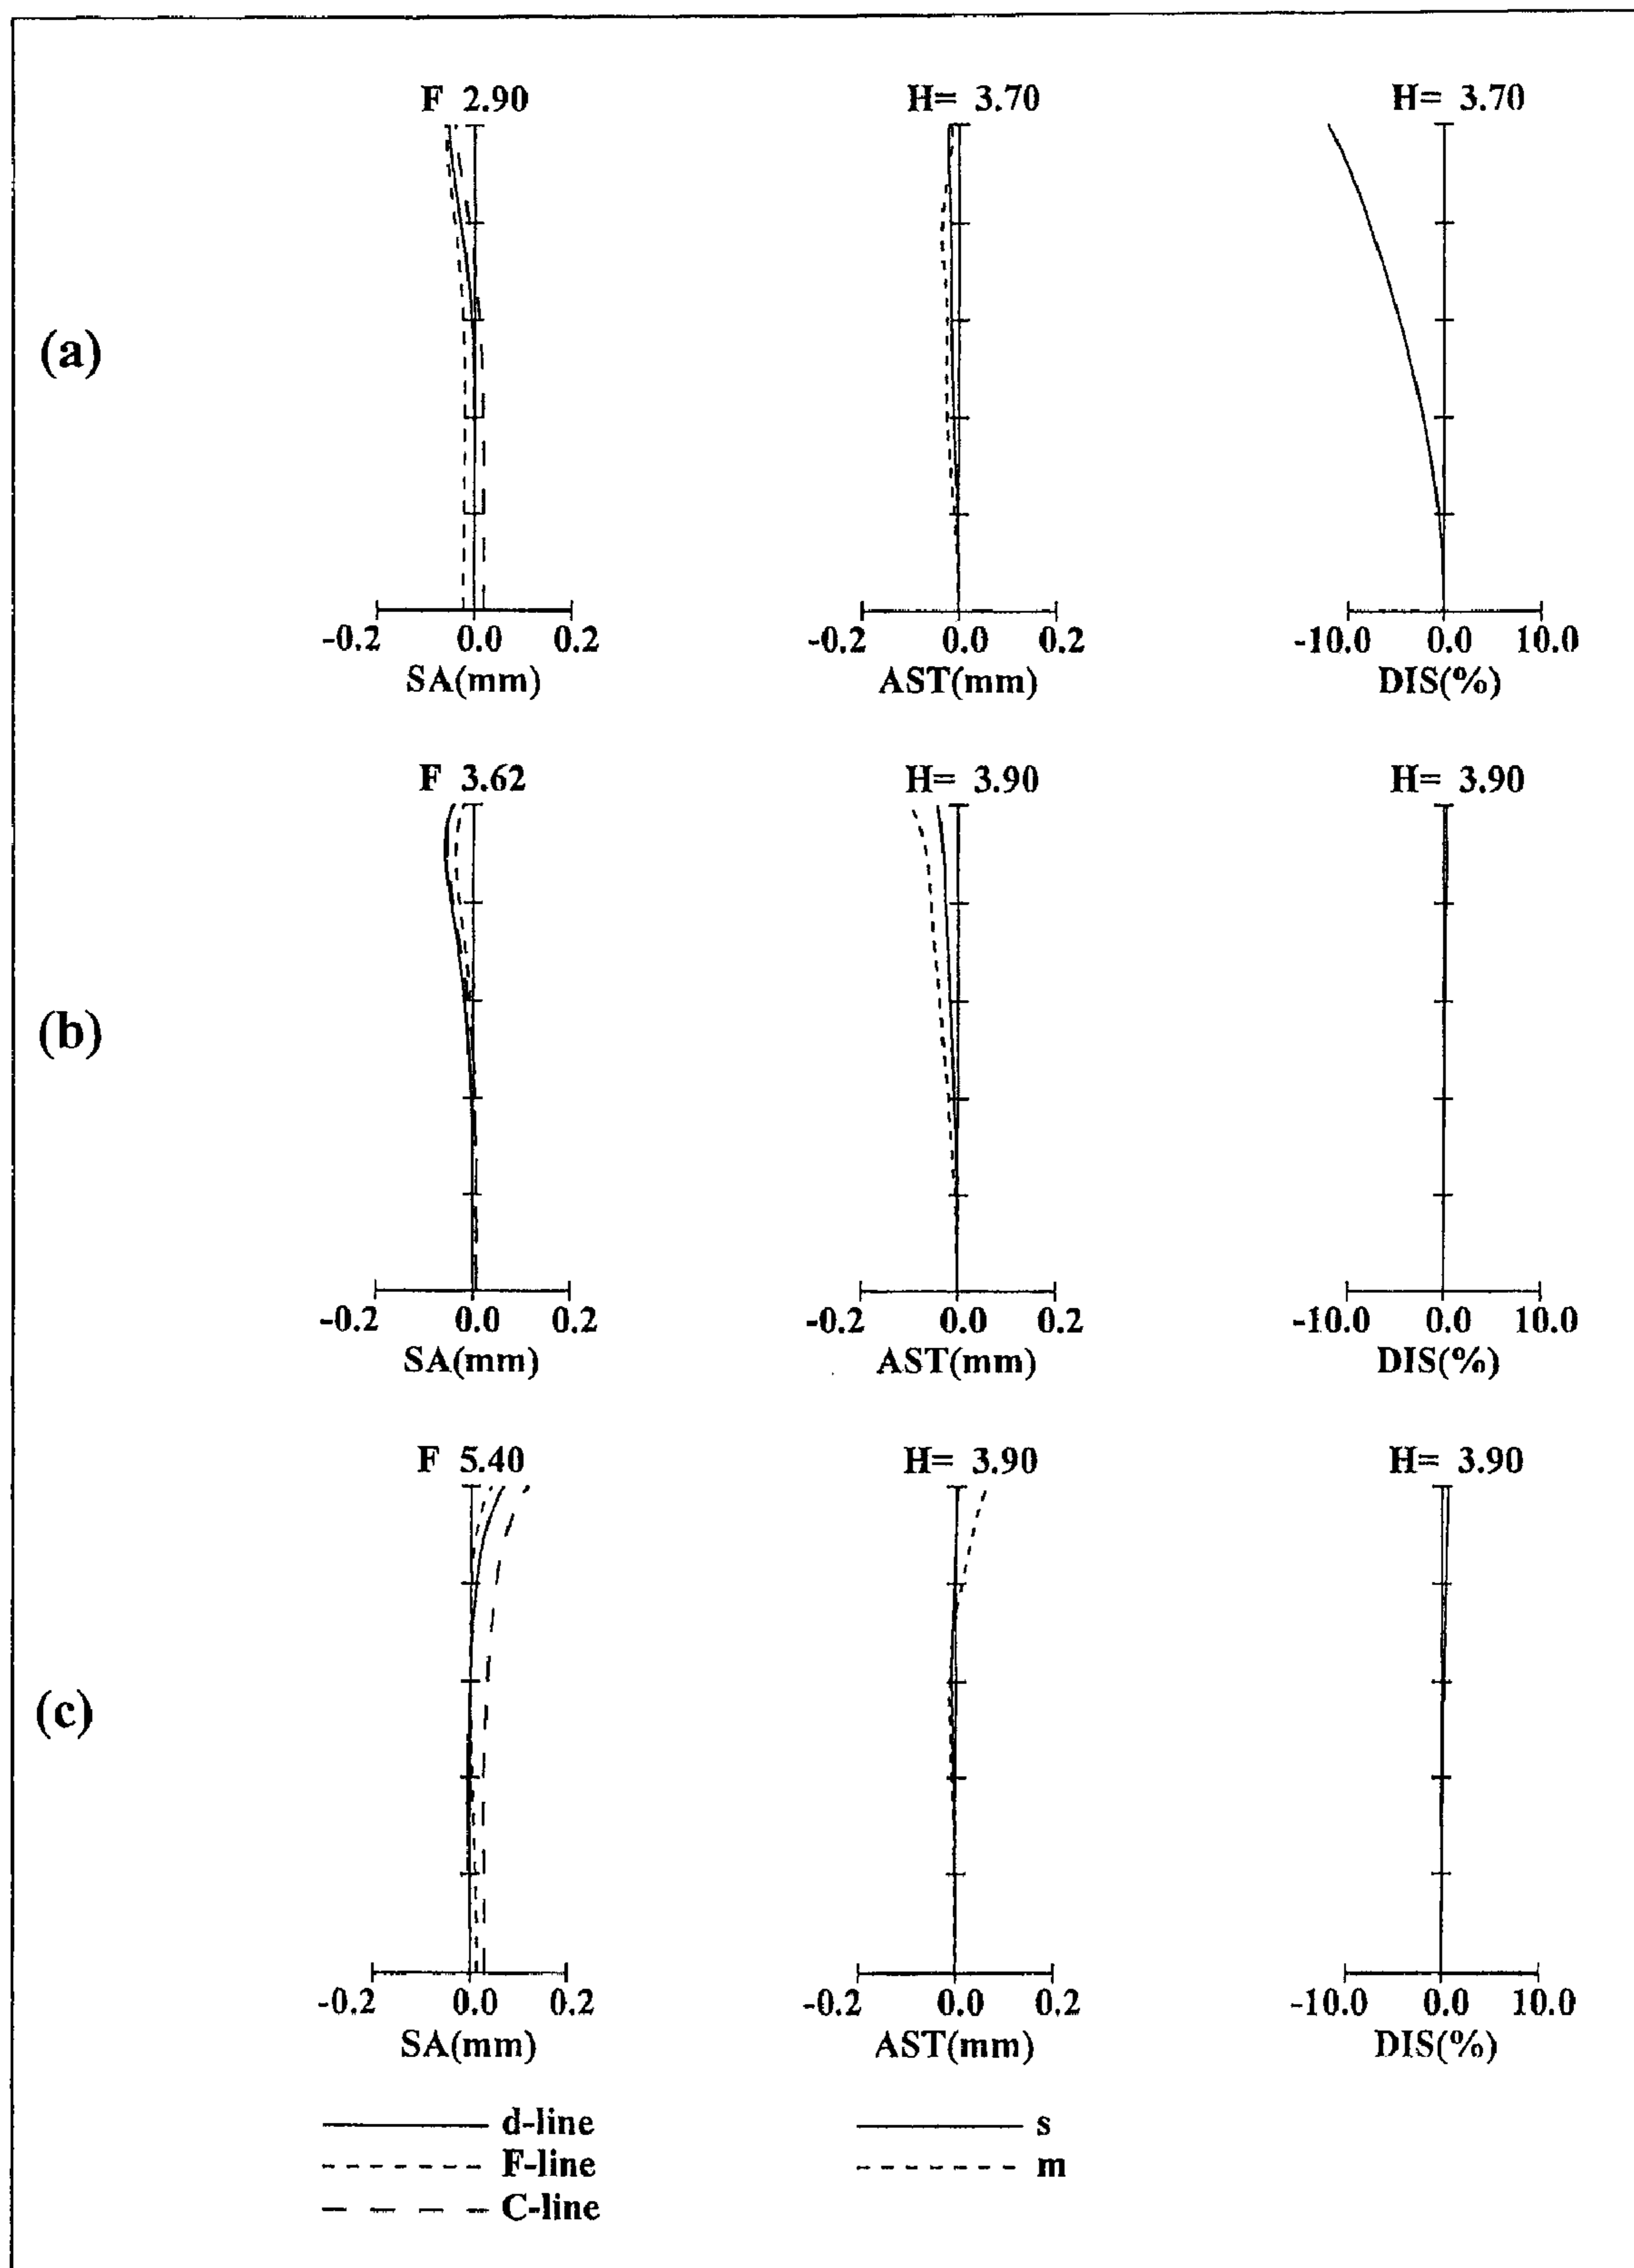 (a)
F 2.90
-0.2 0.0 0.2
SA(mm)
H= 3.70
-0.2 0.0 0.2
AST(mm)
H= 3.70
-10.0 0.0 10.0
DIS(%)
(b)
F 3.62
-0.2 0.0 0.2
SA(mm)
H= 3.90
-0.2 0.0 0.2
AST(mm)
H= 3.90
-10.0 0.0 10.0
DIS(%)
(c)
F 5.40
-0.2 0.0 0.2
SA(mm)
H= 3.90
-0.2 0.0 0.2
AST(mm)
H= 3.90
-10.0 0.0 10.0
DIS(%)
d-line
F-line
C-line
s
m